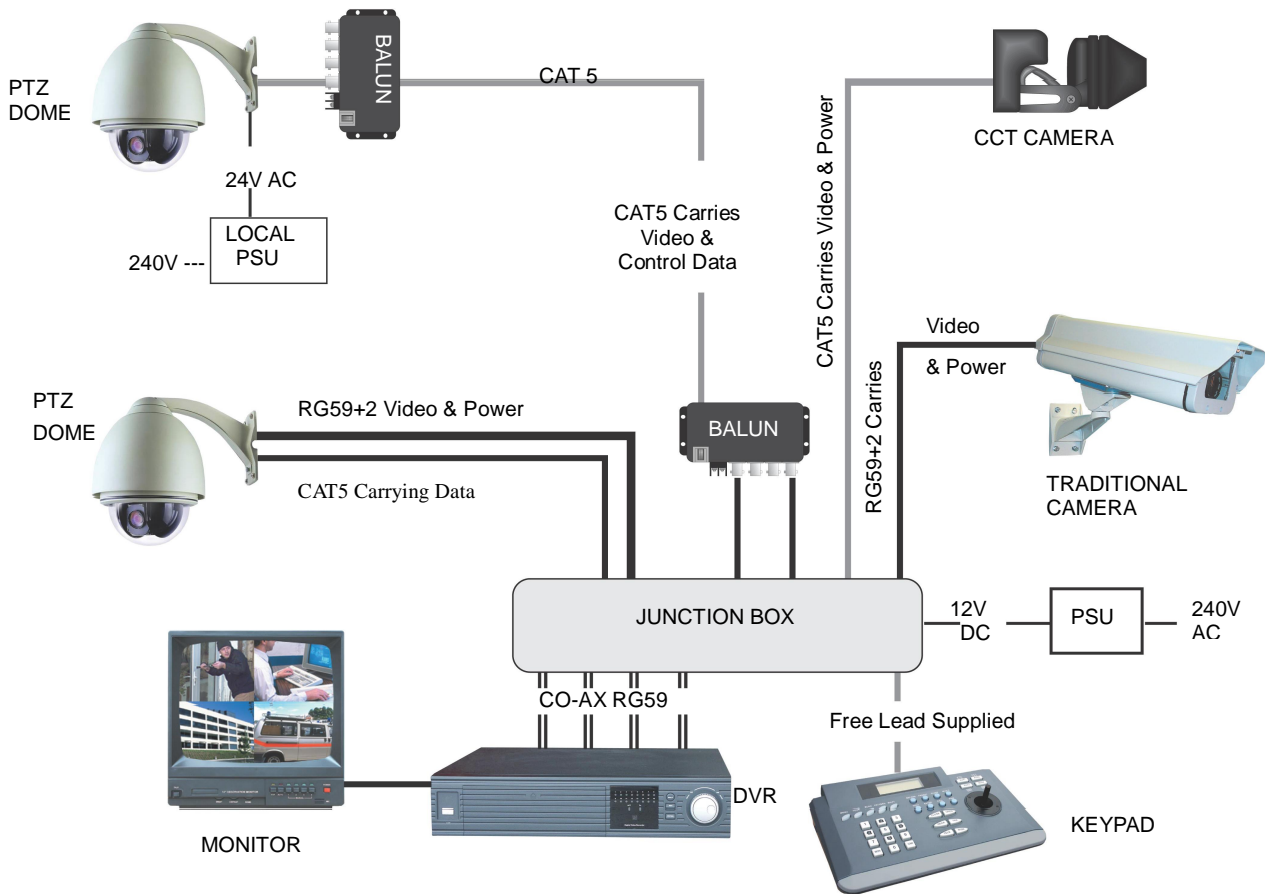 PTZ
DOME
BALUN
CAT 5
24V AC
LOCAL
PSU
240V ---
CAT5 Carries
Video &
Control Data
CAT5 Carries Video & Power
CCT CAMERA
RG59+2 Carries
Video
& Power
TRADITIONAL
CAMERA
PTZ
DOME
RG59+2 Video & Power
CAT5 Carrying Data
BALUN
JUNCTION BOX
12V
DC
PSU
240V
AC
CO-AX RG59
Free Lead Supplied
DVR
MONITOR
KEYPAD